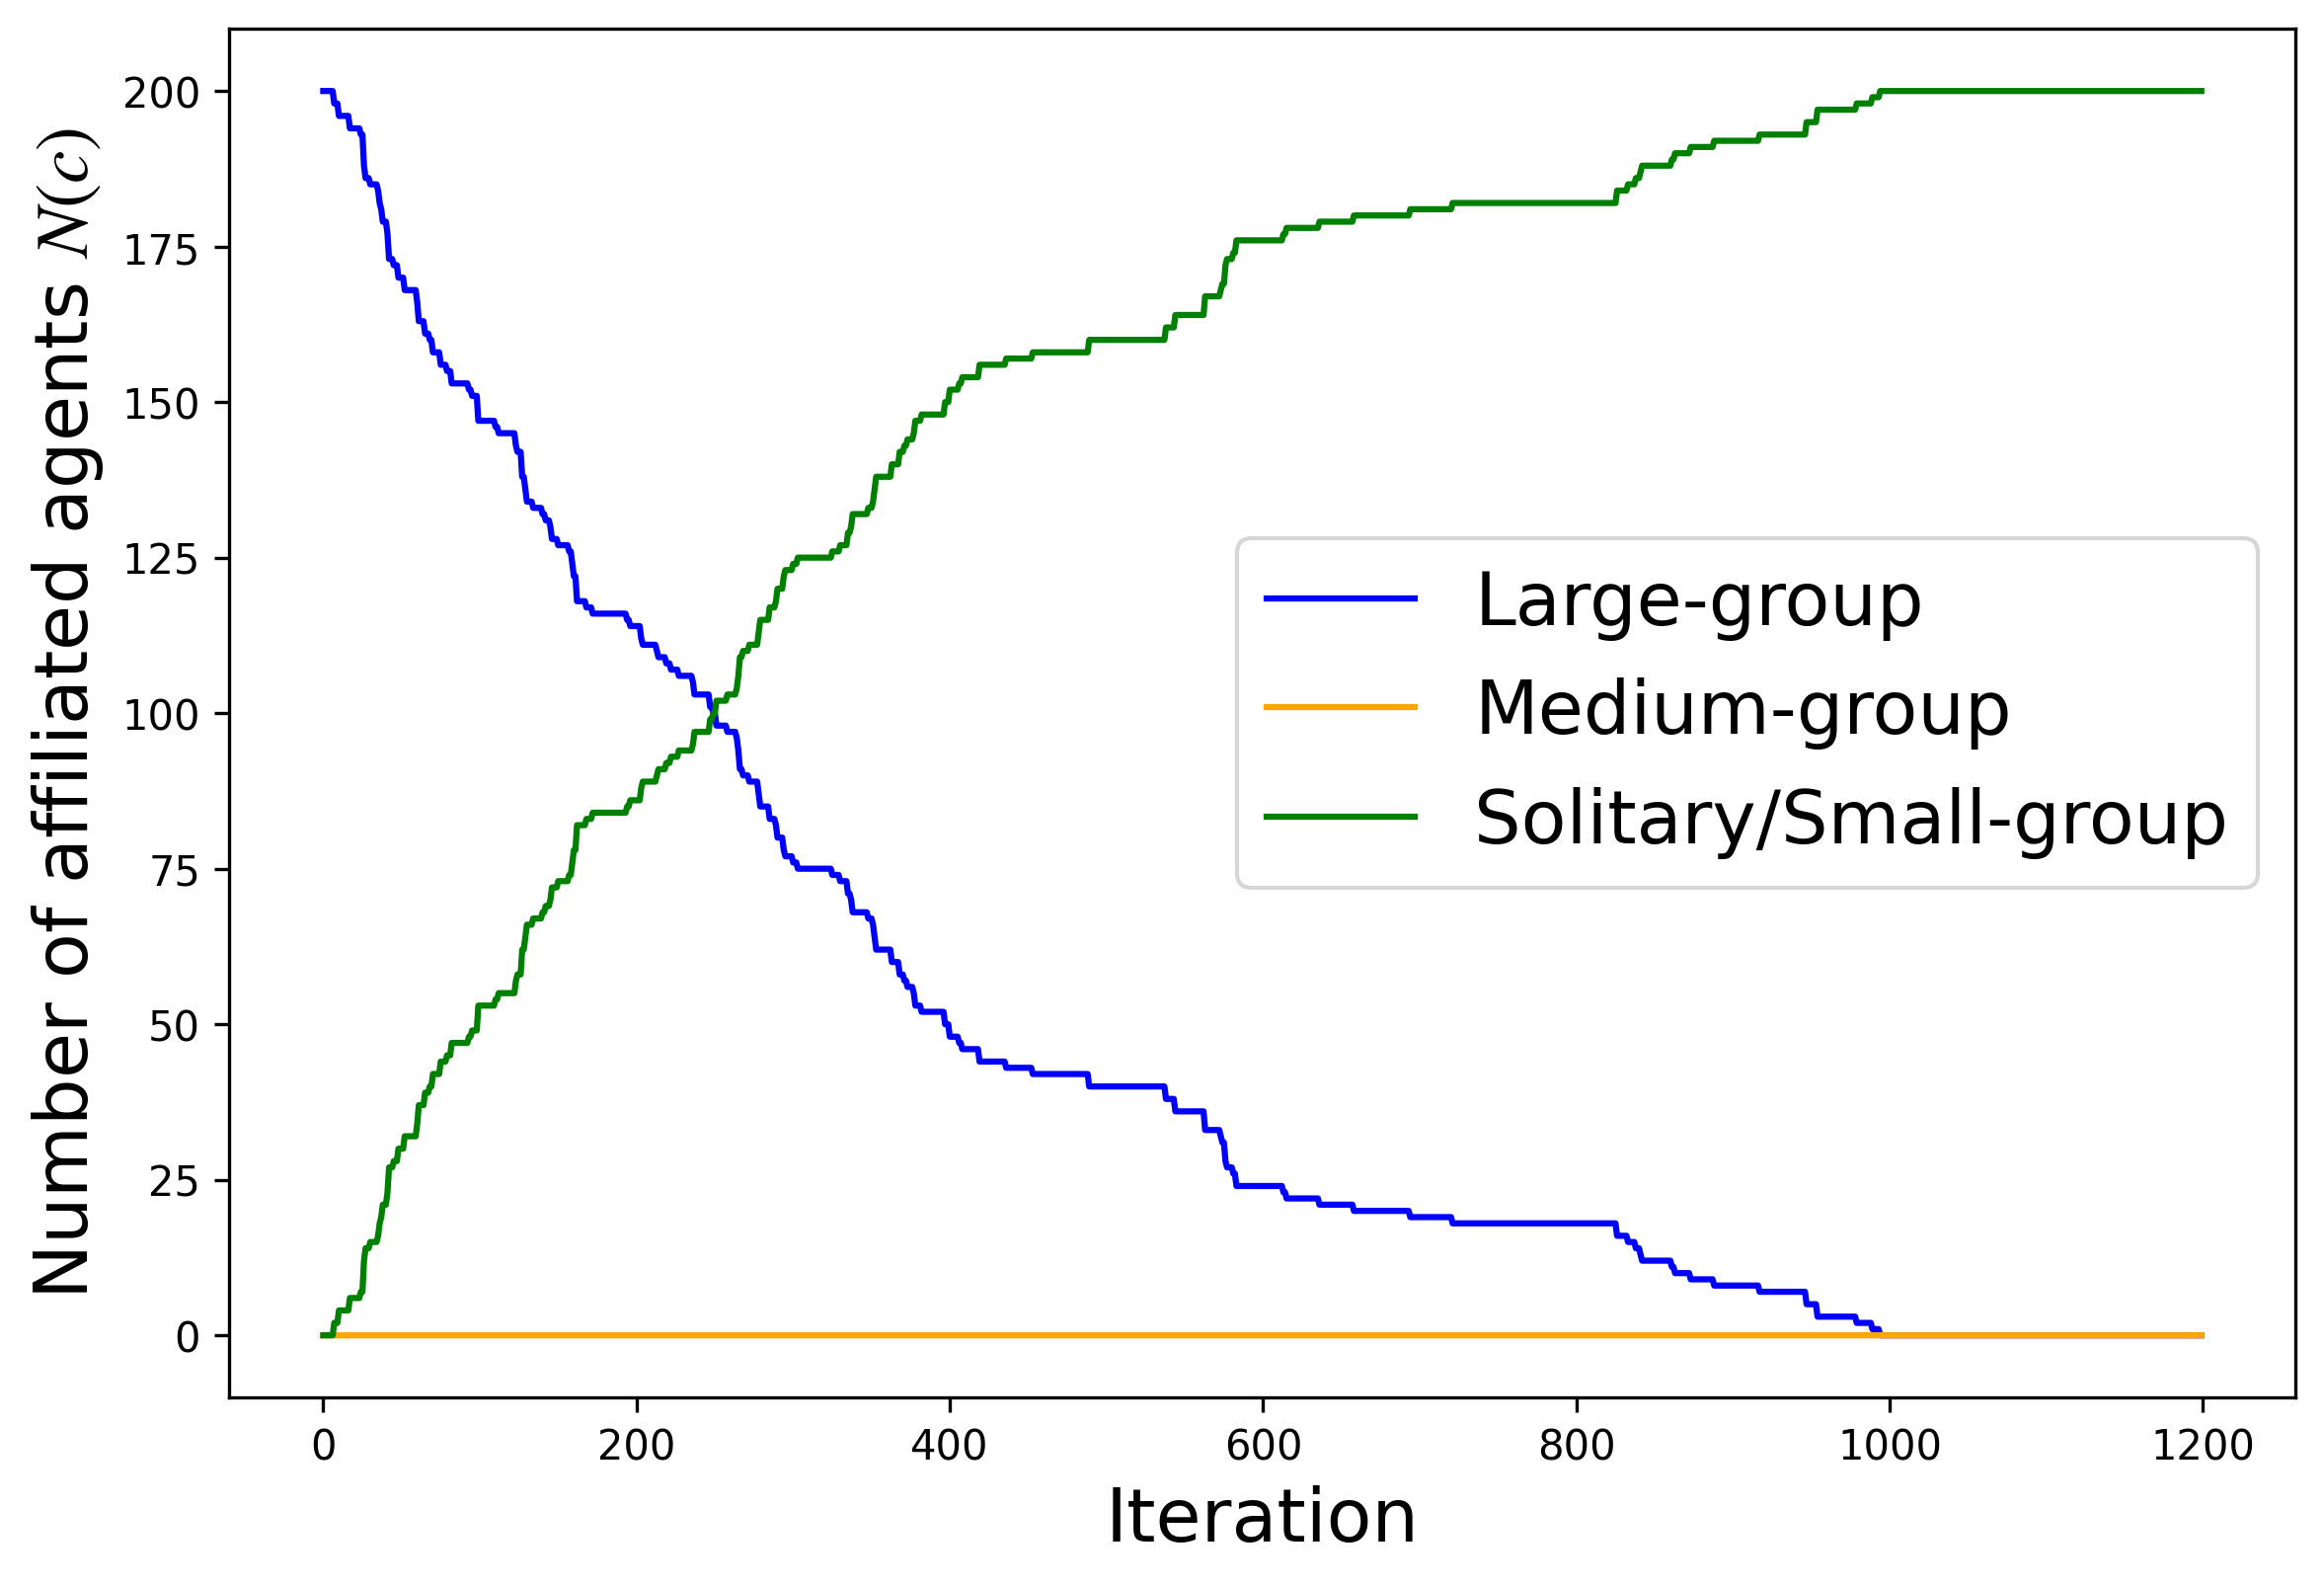 Number of affiliated agents N(c)
200
175
150
125
100
75
50
25
0
Large-group
Medium-group
Solitary/Small-group
0 200 400 600 800 1000 1200
Iteration